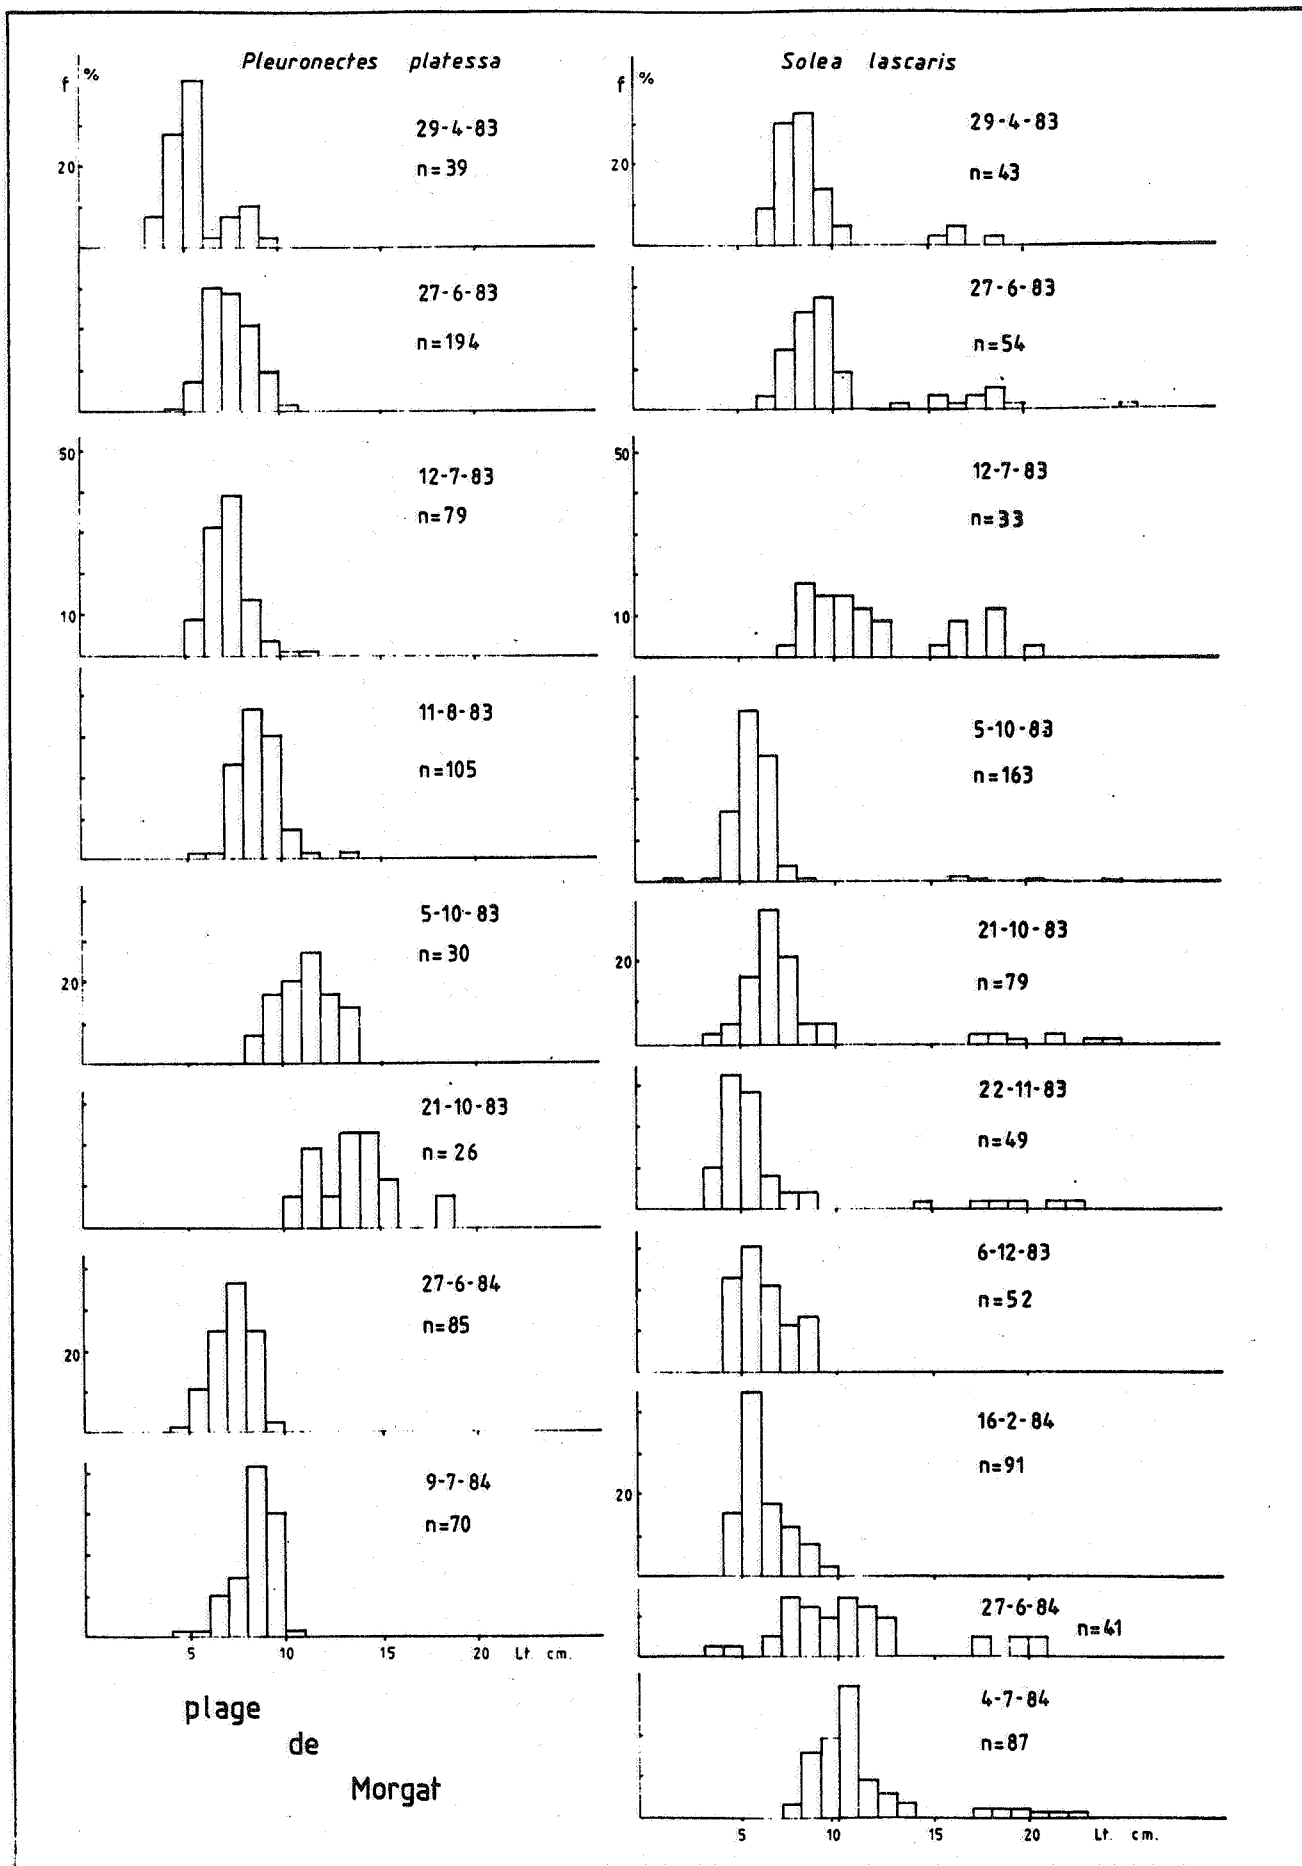 Pleuronectes platessa
f %
29-4-83
n=39
20
27-6-83
n=194
50
12-7-83
n=79
10
11-8-83
n=105
5-10-83
n=30
20
21-10-83
n=26
27-6-84
n=85
20
9-7-84
n=70
5 10 15 20 Lt. cm.
plage
de
Morgat
Solea lascaris
f %
29-4-83
n=43
20
27-6-83
n=54
50
12-7-83
n=33
10
5-10-83
n=163
21-10-83
n=79
20
22-11-83
n=49
6-12-83
n=52
16-2-84
n=91
20
27-6-84
n=41
4-7-84
n=87
5 10 15 20 Lt. cm.